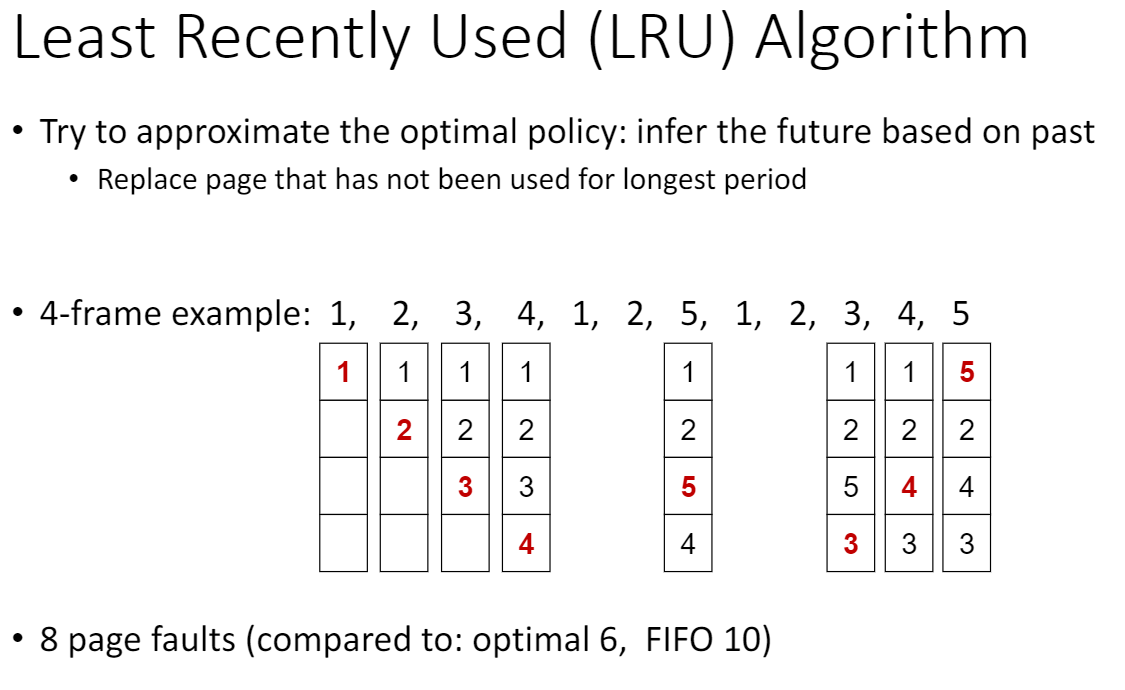 Least Recently Used (LRU) Algorithm
• Try to approximate the optimal policy: infer the future based on past
• Replace page that has not been used for longest period
• 4-frame example: 1, 2, 3, 4, 1, 2, 5, 1, 2, 3, 4, 5
1 1 1 1 1 1 1 5
2 2 2 2 2 2 2
3 3 5 5 4 4
4 4 3 3 3
• 8 page faults (compared to: optimal 6, FIFO 10)